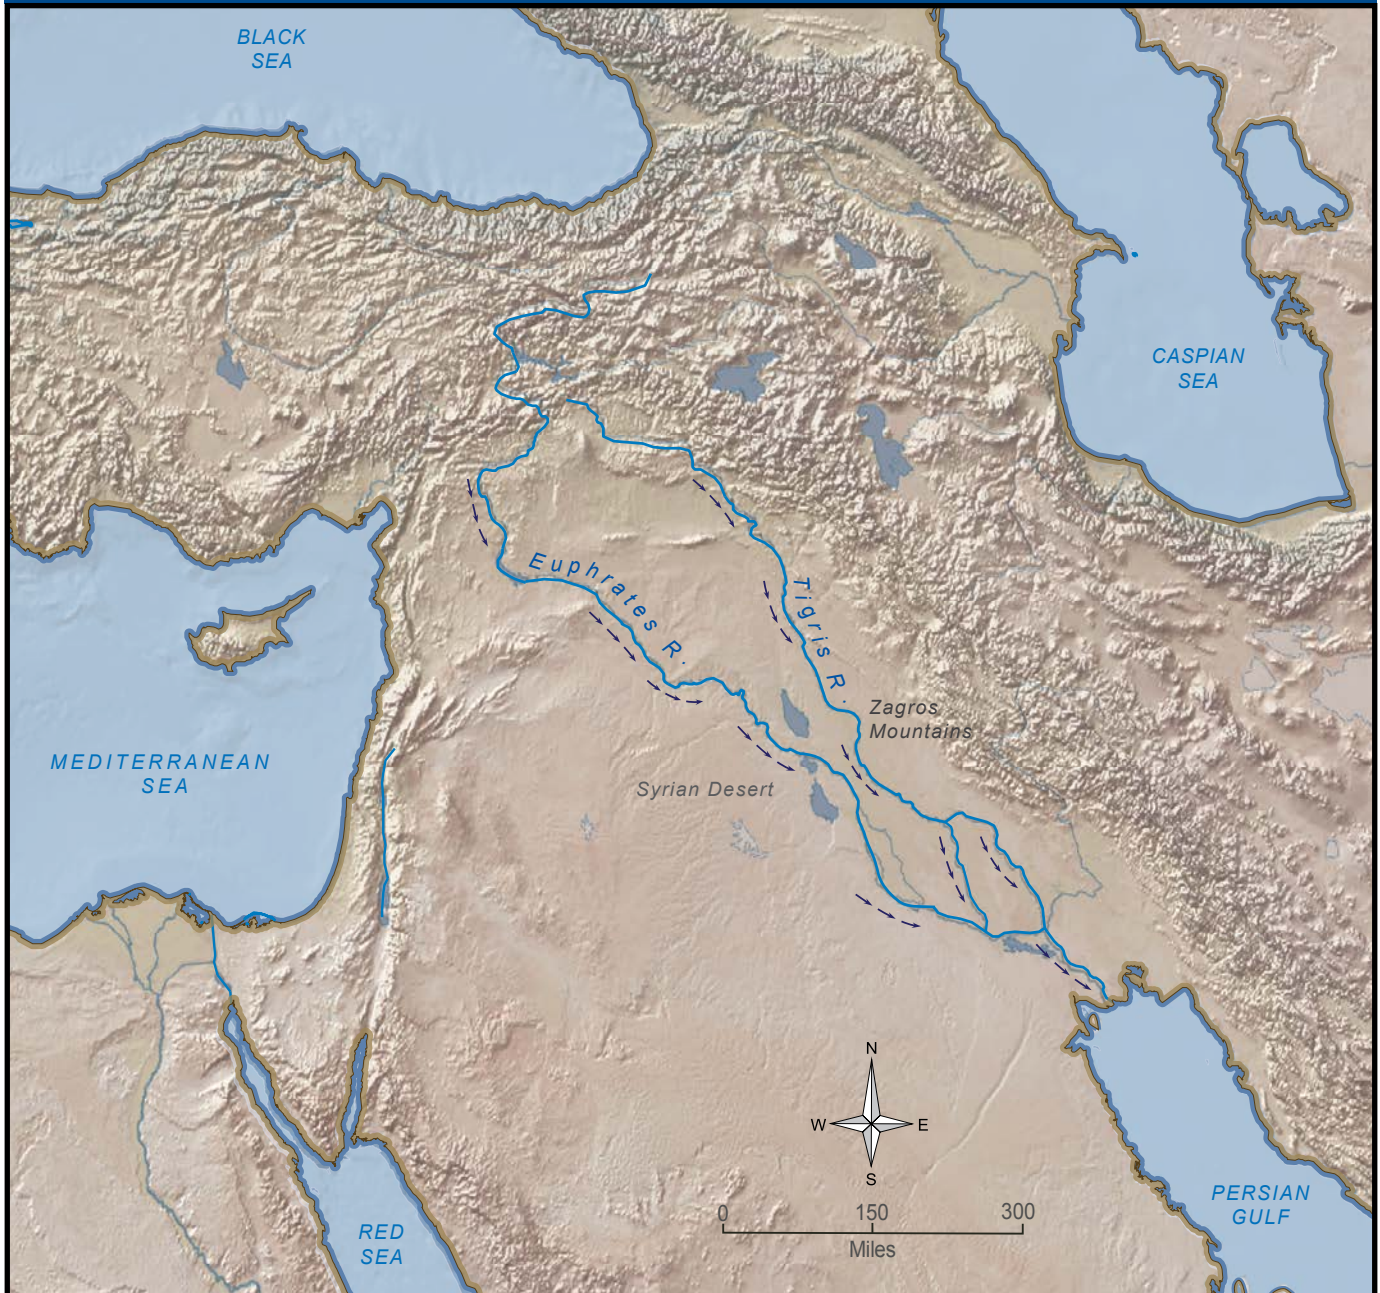 BLACK
SEA
CASPIAN
SEA
Euphrates R.
Tigris R.
Zagros
Mountains
MEDITERRANEAN
SEA
Syrian Desert
N
W
E
S
PERSIAN
GULF
0 150 300
Miles
RED
SEA